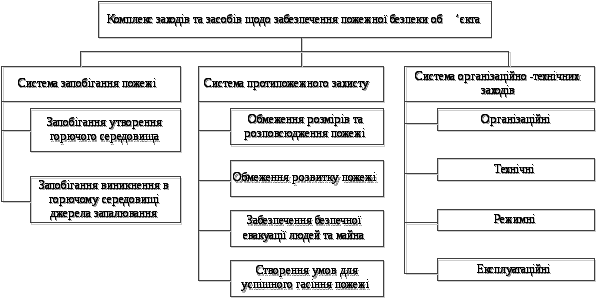 Комплекс заходів та засобів щодо забезпечення пожежної безпеки об 'єкта
Система запобігання пожежі
Запобігання утворення
горючого середовища
Запобігання виникнення в
горючому середовищі
джерела запалювання
Система протипожежного захисту
Обмеження розмірів та
розповсюдження пожежі
Обмеження розвитку пожежі
Забезпечення безпечної
евакуації людей та майна
Створення умов для
успішного гасіння пожежі
Система організаційно -технічних
заходів
Організаційні
Технічні
Режимні
Експлуатаційні